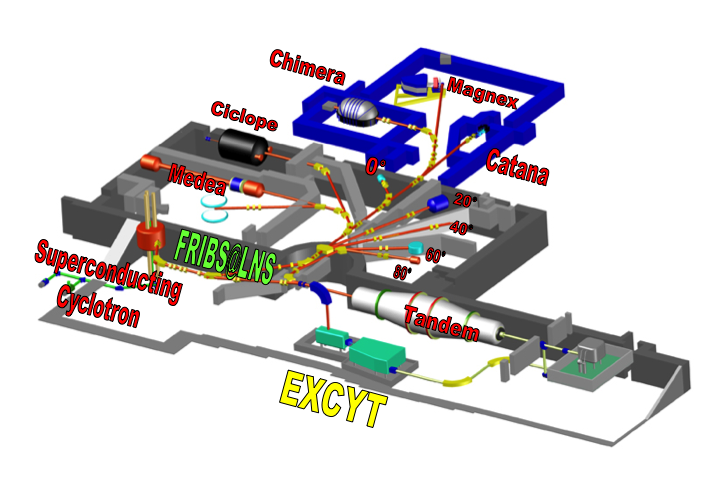 Chimera
Magnex
Ciclope
Catana
0°
Medea
20°
40°
FRIBS@LNS
60°
80°
Superconducting
Cyclotron
Tandem
EXCYT